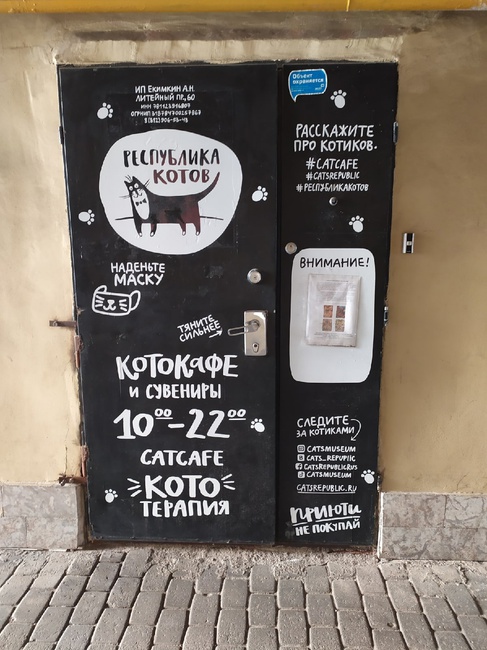 ИП Екимкин А.Н.
Литейный пр., 60
Республика
котов
Наденьте
маску
Тяните
сильнее
Котокафе
и сувениры
10⁰⁰-22⁰⁰
CATCAFE
Кото
терапия
Объект
охраняется
Расскажите
про котиков.
#CATCAFE
#CATSREPUBLIC
#РЕСПУБЛИКАКОТОВ
Внимание!
Следите
за котиками
CATSMUSEUM
CATSREPUBLICRUS
CATSMUSEUM
CATSREPUBLIC.RU
Приюти
не покупай